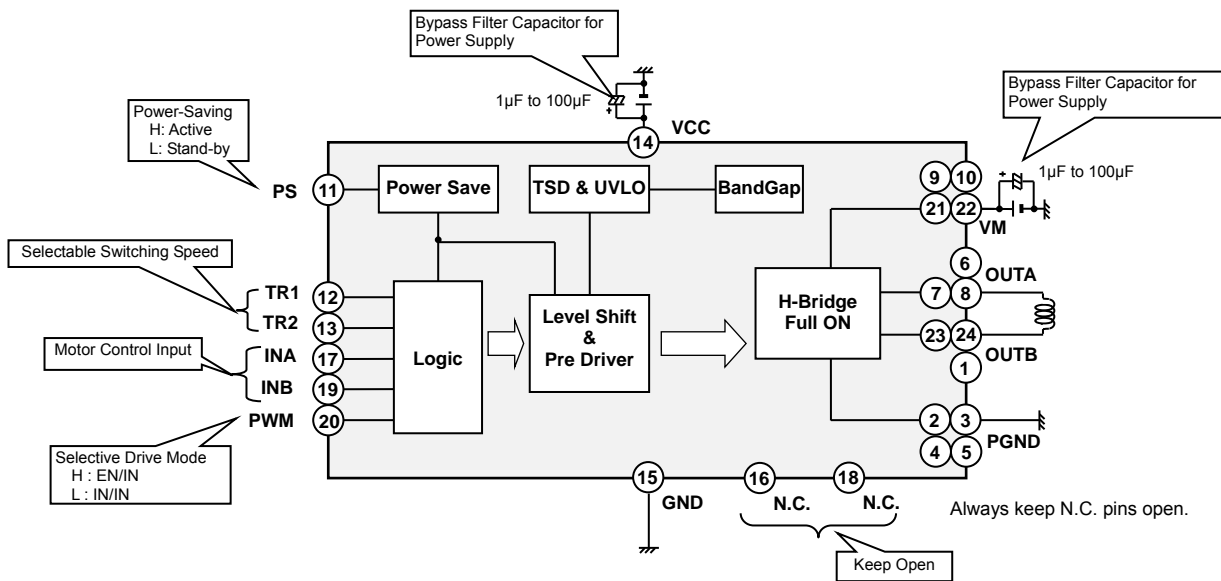 Bypass Filter Capacitor for
Power Supply
1µF to 100µF
+
14
VCC
Bypass Filter Capacitor for
Power Supply
+
1µF to 100µF
Power-Saving
H: Active
L: Stand-by
PS
11
Power Save
TSD & UVLO
BandGap
9
10
21
22
VM
Selectable Switching Speed
TR1
12
TR2
13
Motor Control Input
INA
17
INB
19
PWM
20
Selective Drive Mode
H : EN/IN
L : IN/IN
Logic
Level Shift
&
Pre Driver
H-Bridge
Full ON
6
OUTA
7
8
23
24
OUTB
1
2
3
PGND
4
5
15
GND
16
N.C.
18
N.C.
Always keep N.C. pins open.
Keep Open